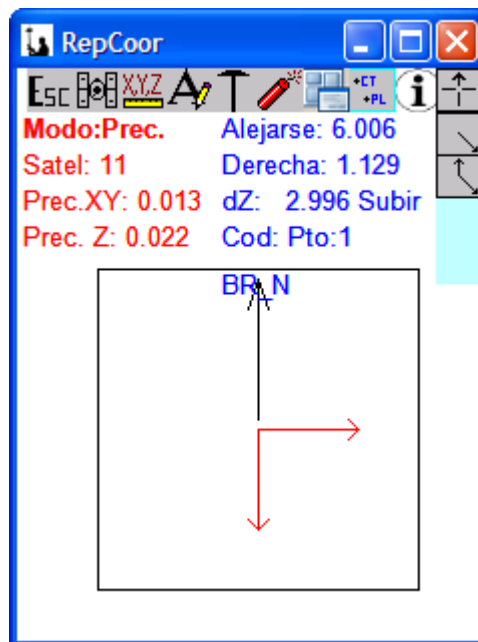 RepCoor
Esc XYZ A T +CT +PL i
Modo:Prec. Alejarse: 6.006
Satel: 11 Derecha: 1.129
Prec.XY: 0.013 dZ: 2.996 Subir
Prec. Z: 0.022 Cod: Pto:1
BR_N